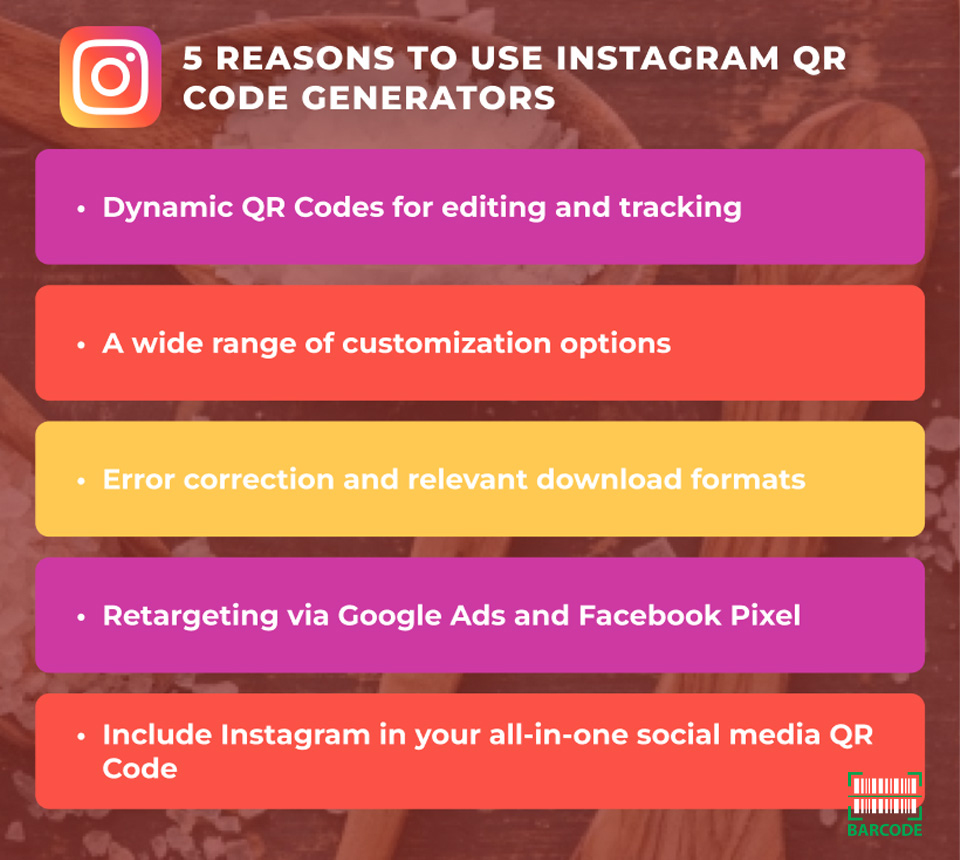 5 REASONS TO USE INSTAGRAM QR
CODE GENERATORS
• Dynamic QR Codes for editing and tracking
• A wide range of customization options
• Error correction and relevant download formats
• Retargeting via Google Ads and Facebook Pixel
• Include Instagram in your all-in-one social media QR
Code
BARCODE